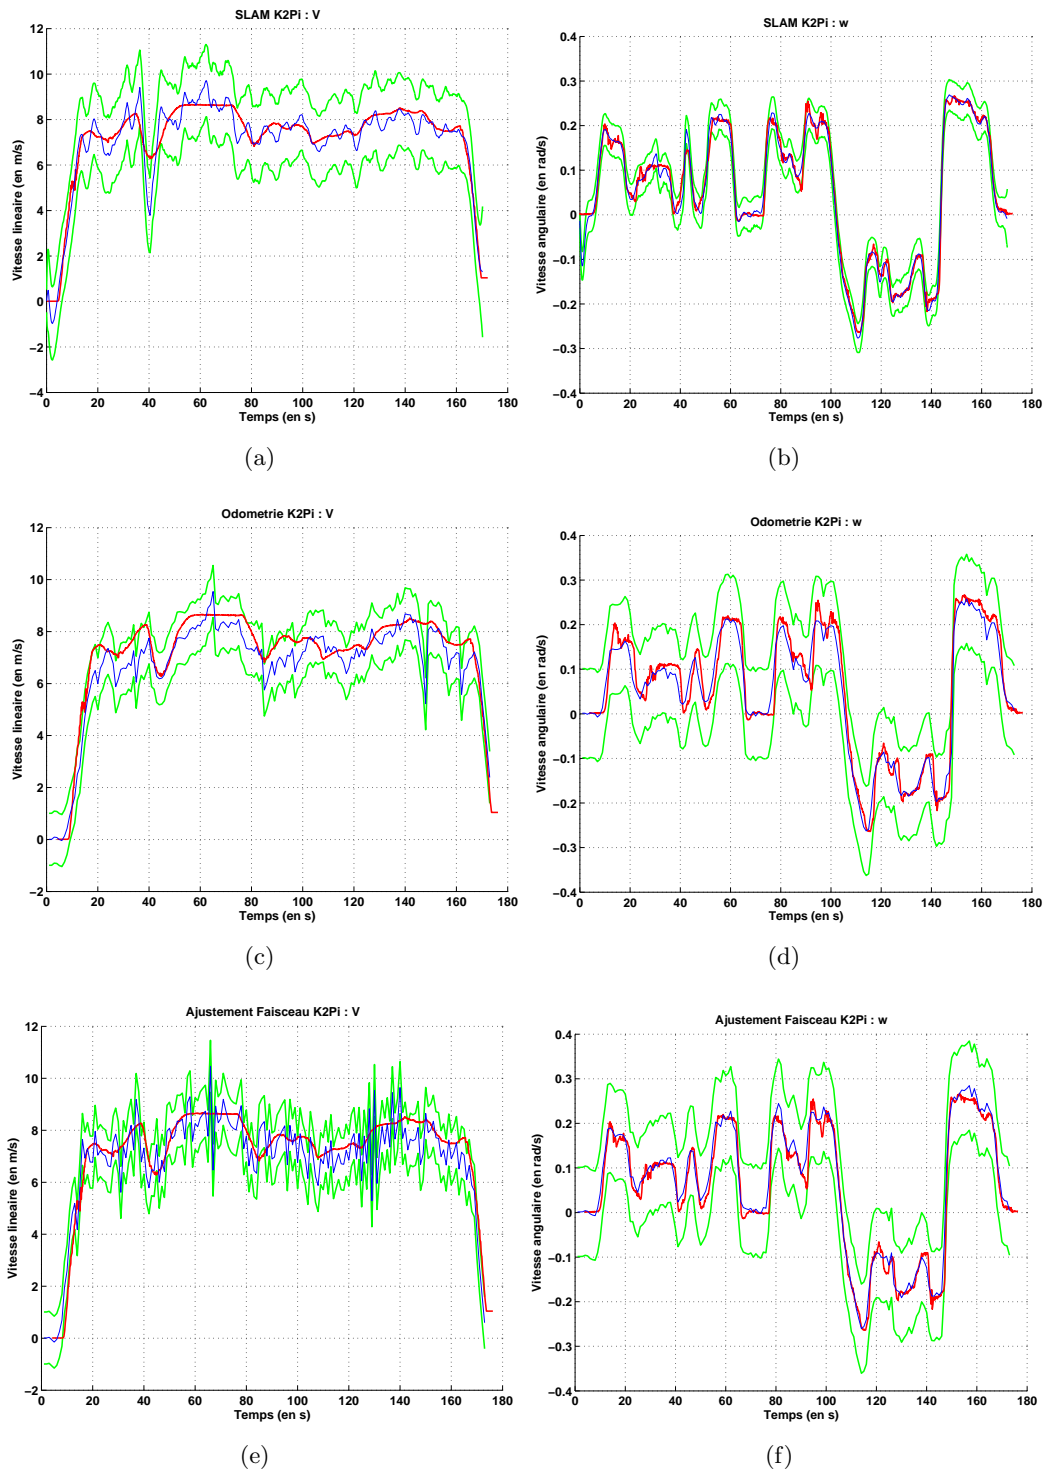 SLAM K2Pi : V
12
10
8
6
4
2
0
−2
−4
0 20 40 60 80 100 120 140 160 180
Vitesse lineaire (en m/s)
Temps (en s)
(a)
SLAM K2Pi : w
0.4
0.3
0.2
0.1
0
−0.1
−0.2
−0.3
−0.4
0 20 40 60 80 100 120 140 160 180
Vitesse angulaire (en rad/s)
Temps (en s)
(b)
Odometrie K2Pi : V
12
10
8
6
4
2
0
−2
0 20 40 60 80 100 120 140 160 180
Vitesse lineaire (en m/s)
Temps (en s)
(c)
Odometrie K2Pi : w
0.4
0.3
0.2
0.1
0
−0.1
−0.2
−0.3
−0.4
0 20 40 60 80 100 120 140 160 180
Vitesse angulaire (en rad/s)
Temps (en s)
(d)
Ajustement Faisceau K2Pi : V
12
10
8
6
4
2
0
−2
0 20 40 60 80 100 120 140 160 180
Vitesse lineaire (en m/s)
Temps (en s)
(e)
Ajustement Faisceau K2Pi : w
0.4
0.3
0.2
0.1
0
−0.1
−0.2
−0.3
−0.4
0 20 40 60 80 100 120 140 160 180
Vitesse angulaire (en rad/s)
Temps (en s)
(f)